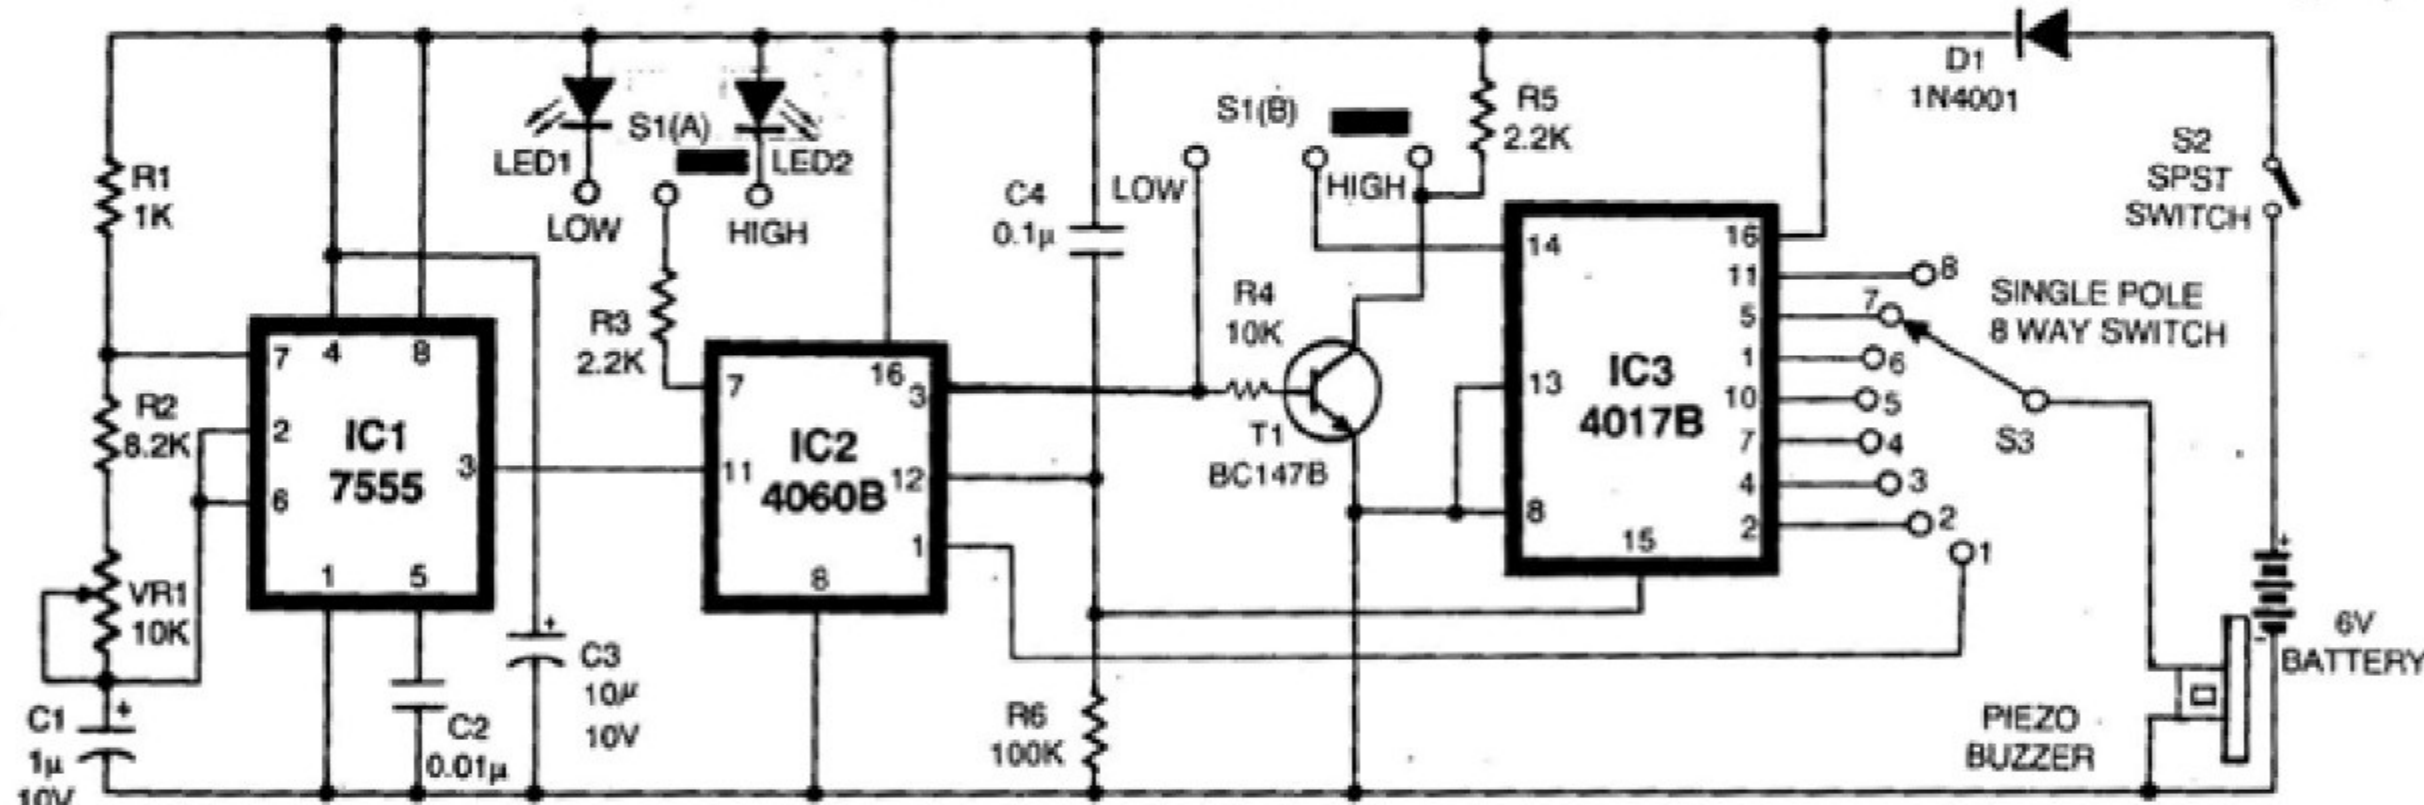 R1
1K
R2
8.2K
VR1
10K
C1
1µ
10V
+
7
4
8
2
6
3
1
5
IC1
7555
C2
0.01µ
+
C3
10µ
10V
LED1
LOW
S1(A)
LED2
HIGH
R3
2.2K
7
16
3
11
12
1
8
IC2
4060B
C4
0.1µ
LOW
S1(B)
HIGH
R5
2.2K
R4
10K
T1
BC147B
R6
100K
14
13
8
15
IC3
4017B
16
11
5
1
10
7
4
2
8
7
6
5
4
3
2
1
SINGLE POLE
8 WAY SWITCH
S3
D1
1N4001
S2
SPST
SWITCH
+
-
6V
BATTERY
PIEZO
BUZZER